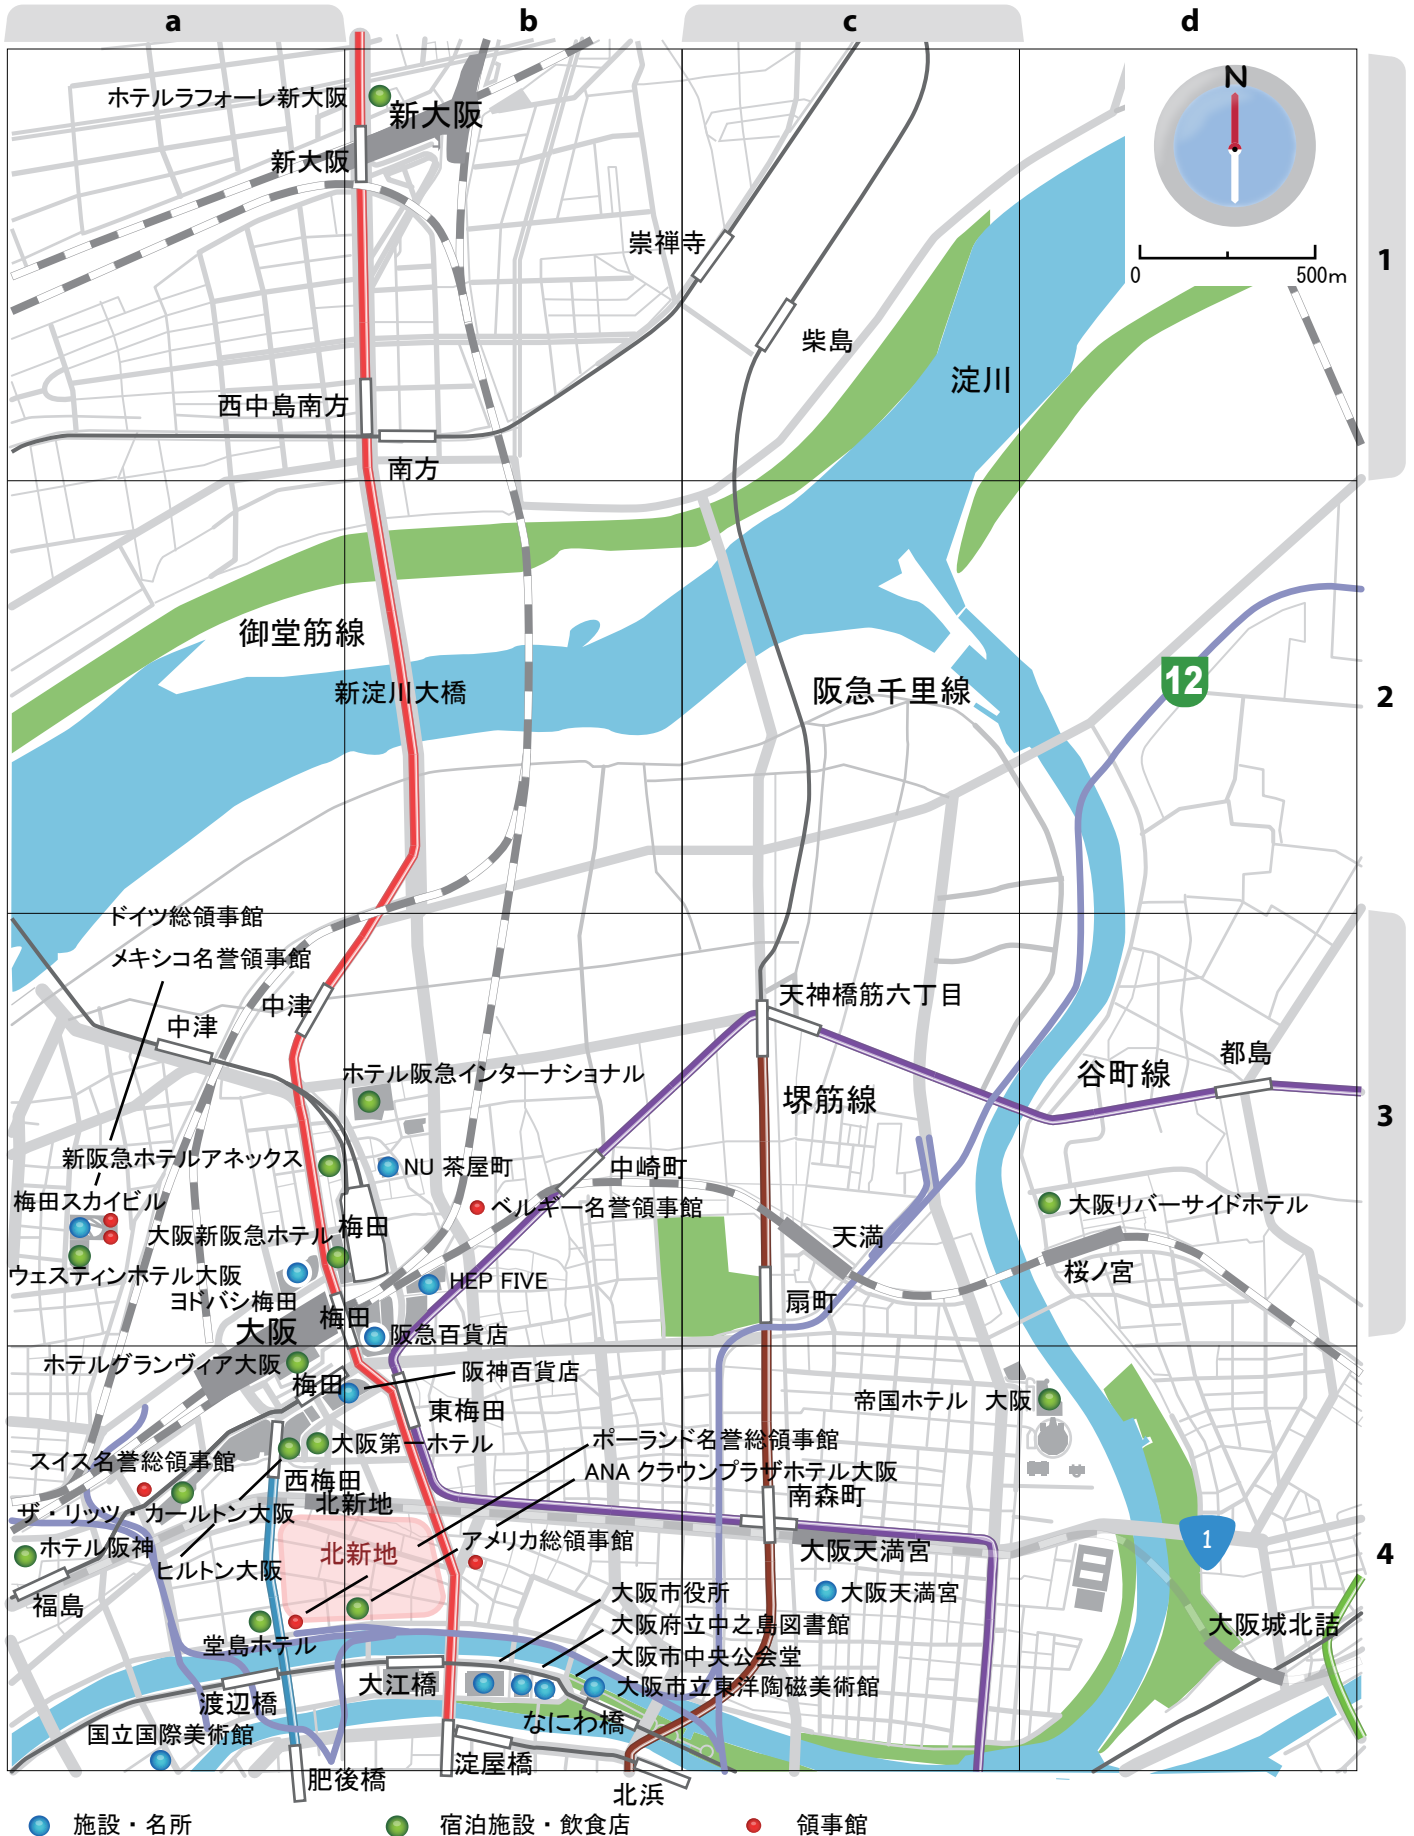 a
b
c
d
N
0
500m
1
ホテルラフォーレ新大阪
新大阪
新大阪
崇禅寺
柴島
淀川
西中島南方
南方
2
御堂筋線
新淀川大橋
阪急千里線
12
3
ドイツ総領事館
メキシコ名誉領事館
中津
中津
天神橋筋六丁目
都島
谷町線
堺筋線
ホテル阪急インターナショナル
新阪急ホテルアネックス
NU 茶屋町
中崎町
梅田スカイビル
ベルギー名誉領事館
大阪リバーサイドホテル
大阪新阪急ホテル
梅田
天満
ウェスティンホテル大阪
HEP FIVE
桜ノ宮
ヨドバシ梅田
梅田
扇町
大阪
阪急百貨店
4
ホテルグランヴィア大阪
阪神百貨店
梅田
東梅田
帝国ホテル 大阪
大阪第一ホテル
ポーランド名誉総領事館
スイス名誉総領事館
ANA クラウンプラザホテル大阪
西梅田
南森町
ザ・リッツ・カールトン大阪
北新地
ホテル阪神
北新地
アメリカ総領事館
大阪天満宮
1
ヒルトン大阪
大阪市役所
大阪天満宮
福島
大阪府立中之島図書館
大阪城北詰
堂島ホテル
大阪市中央公会堂
大江橋
大阪市立東洋陶磁美術館
渡辺橋
なにわ橋
国立国際美術館
淀屋橋
肥後橋
北浜
施設・名所
宿泊施設・飲食店
領事館